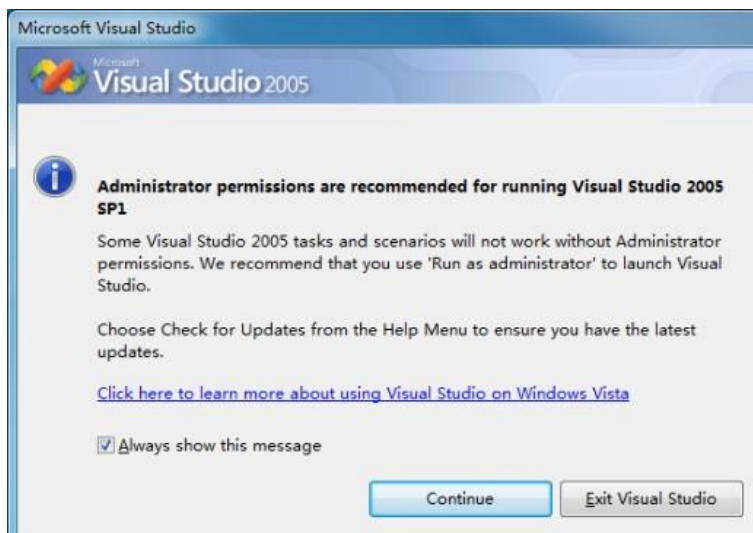 Microsoft Visual Studio
Microsoft
Visual Studio 2005
Administrator permissions are recommended for running Visual Studio 2005
SP1
Some Visual Studio 2005 tasks and scenarios will not work without Administrator
permissions. We recommend that you use 'Run as administrator' to launch Visual
Studio.
Choose Check for Updates from the Help Menu to ensure you have the latest
updates.
Click here to learn more about using Visual Studio on Windows Vista
Always show this message
Continue
Exit Visual Studio